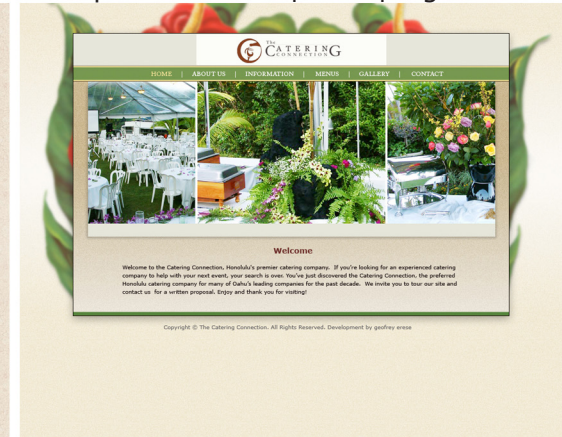 The
CATERING
CONNECTION
HOME | ABOUT US | INFORMATION | MENUS | GALLERY | CONTACT
Welcome
Welcome to the Catering Connection, Honolulu's premier catering company. If you're looking for an experienced catering
company to help with your next event, your search is over. You've just discovered the Catering Connection, the preferred
Honolulu catering company for many of Oahu's leading companies for the past decade. We invite you to tour our site and
contact us for a written proposal. Enjoy and thank you for visiting!
Copyright © The Catering Connection. All Rights Reserved. Development by geofrey erese